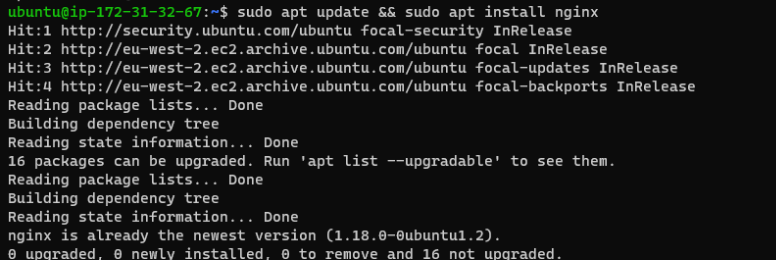 ubuntu@ip-172-31-32-67:~$ sudo apt update && sudo apt install nginx
Hit:1 http://security.ubuntu.com/ubuntu focal-security InRelease
Hit:2 http://eu-west-2.ec2.archive.ubuntu.com/ubuntu focal InRelease
Hit:3 http://eu-west-2.ec2.archive.ubuntu.com/ubuntu focal-updates InRelease
Hit:4 http://eu-west-2.ec2.archive.ubuntu.com/ubuntu focal-backports InRelease
Reading package lists... Done
Building dependency tree
Reading state information... Done
16 packages can be upgraded. Run 'apt list --upgradable' to see them.
Reading package lists... Done
Building dependency tree
Reading state information... Done
nginx is already the newest version (1.18.0-0ubuntu1.2).
0 upgraded, 0 newly installed, 0 to remove and 16 not upgraded.